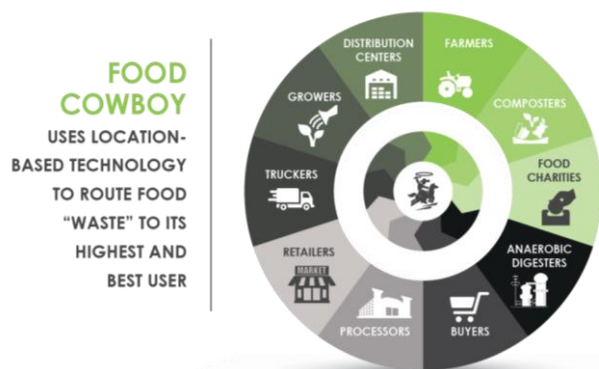 FOOD
COWBOY
USES LOCATION-
BASED TECHNOLOGY
TO ROUTE FOOD
“WASTE” TO ITS
HIGHEST AND
BEST USER
DISTRIBUTION
CENTERS
FARMERS
COMPOSTERS
FOOD
CHARITIES
ANAEROBIC
DIGESTERS
BUYERS
PROCESSORS
RETAILERS
MARKET
TRUCKERS
GROWERS